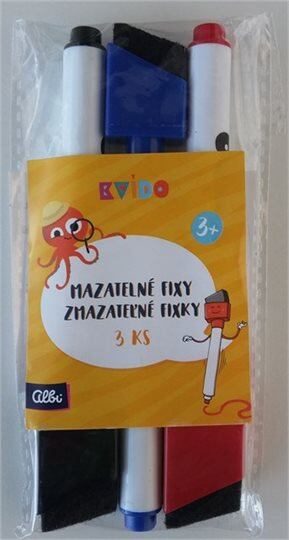 KVÍDO
3+
MAZATELNÉ FIXY
ZMAZATEĽNÉ FIXKY
3 KS
albi